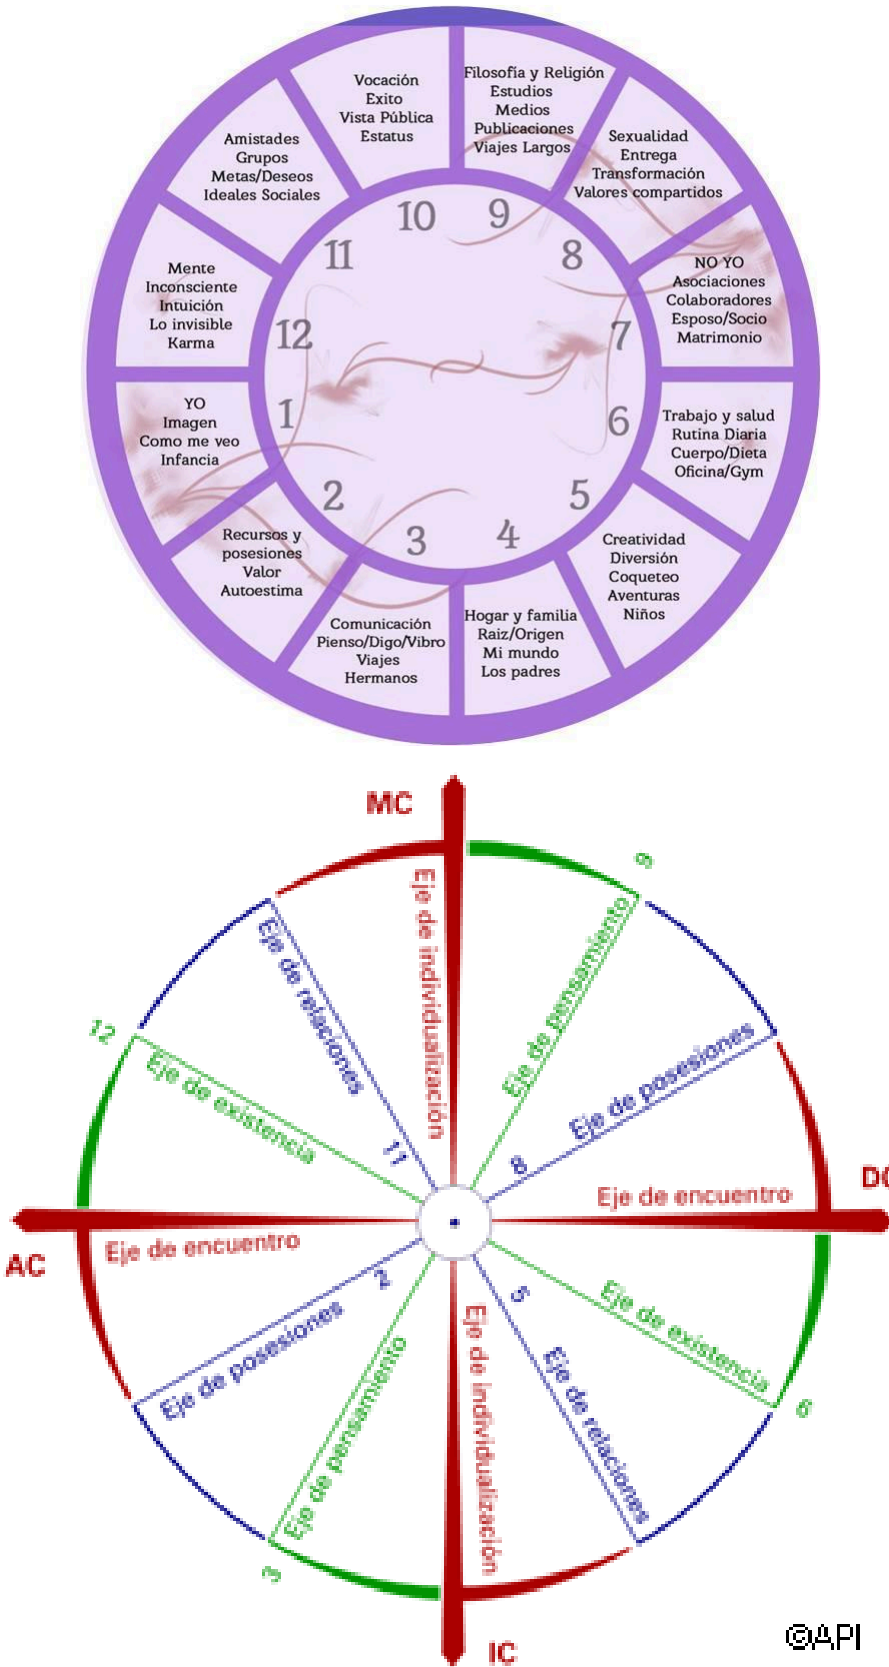 Vocación
Exito
Vista Pública
Estatus
Filosofía y Religión
Estudios
Medios
Publicaciones
Viajes Largos
Amistades
Grupos
Metas/Deseos
Ideales Sociales
Sexualidad
Entrega
Transformación
Valores compartidos
10
9
11
8
Mente
Inconsciente
Intuición
Lo invisible
Karma
NO YO
Asociaciones
Colaboradores
Esposo/Socio
Matrimonio
12
7
YO
Imagen
Como me veo
Infancia
1
6
Trabajo y salud
Rutina Diaria
Cuerpo/Dieta
Oficina/Gym
2
5
3
4
Recursos y
posesiones
Valor
Autoestima
Creatividad
Diversión
Coqueteo
Aventuras
Niños
Comunicación
Pienso/Digo/Vibro
Viajes
Hermanos
Hogar y familia
Raiz/Origen
Mi mundo
Los padres
MC
9
Eje de individualización
Eje de pensamiento
Eje de relaciones
11
12
Eje de existencia
Eje de posesiones
8
DC
Eje de encuentro
AC
Eje de encuentro
2
Eje de posesiones
5
Eje de existencia
6
Eje de pensamiento
3
Eje de individualización
Eje de relaciones
IC
©API